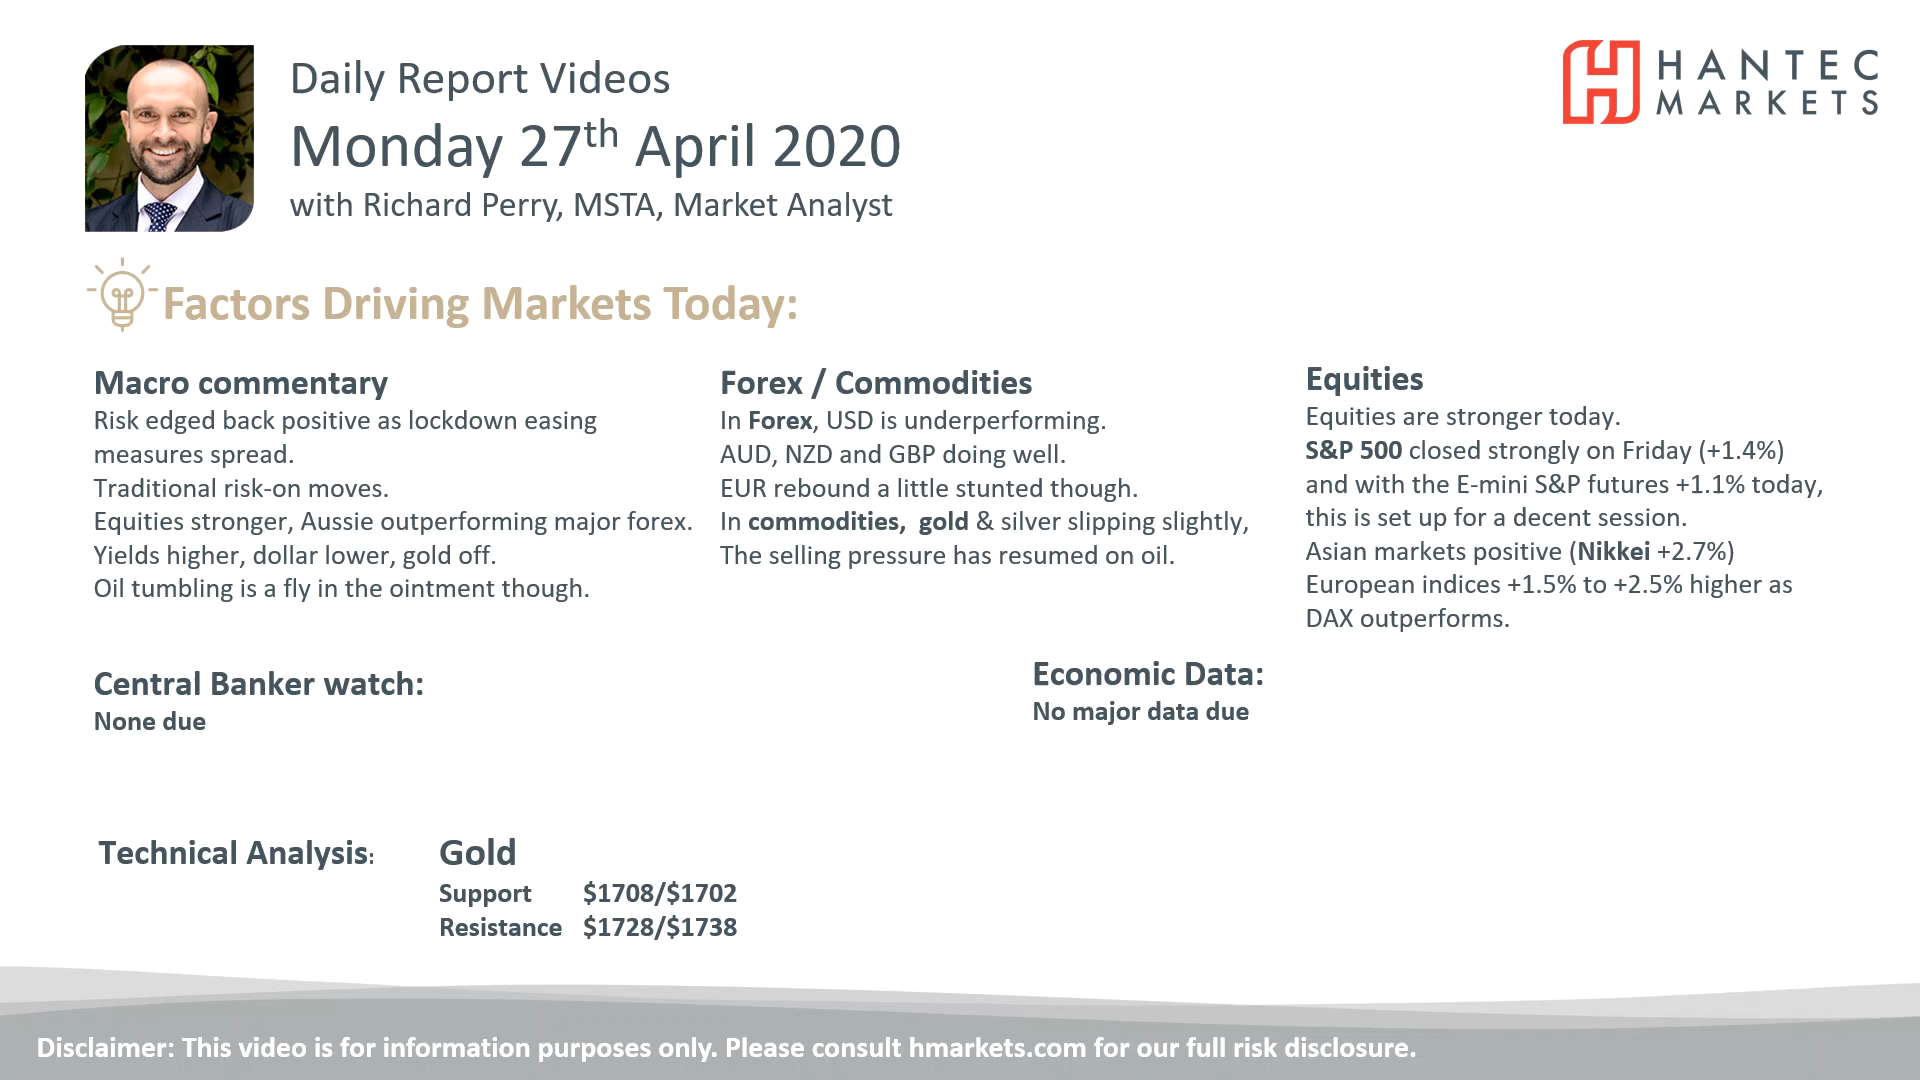 Daily Report Videos
Monday 27th April 2020
with Richard Perry, MSTA, Market Analyst
HANTEC
MARKETS
Factors Driving Markets Today:
Macro commentary
Risk edged back positive as lockdown easing
measures spread.
Traditional risk-on moves.
Equities stronger, Aussie outperforming major forex.
Yields higher, dollar lower, gold off.
Oil tumbling is a fly in the ointment though.
Forex / Commodities
In Forex, USD is underperforming.
AUD, NZD and GBP doing well.
EUR rebound a little stunted though.
In commodities,  gold & silver slipping slightly,
The selling pressure has resumed on oil.
Equities
Equities are stronger today.
S&P 500 closed strongly on Friday (+1.4%)
and with the E-mini S&P futures +1.1% today,
this is set up for a decent session.
Asian markets positive (Nikkei +2.7%)
European indices +1.5% to +2.5% higher as
DAX outperforms.
Central Banker watch:
None due
Economic Data:
No major data due
Technical Analysis:
Gold
Support $1708/$1702
Resistance $1728/$1738
Disclaimer: This video is for information purposes only. Please consult hmarkets.com for our full risk disclosure.